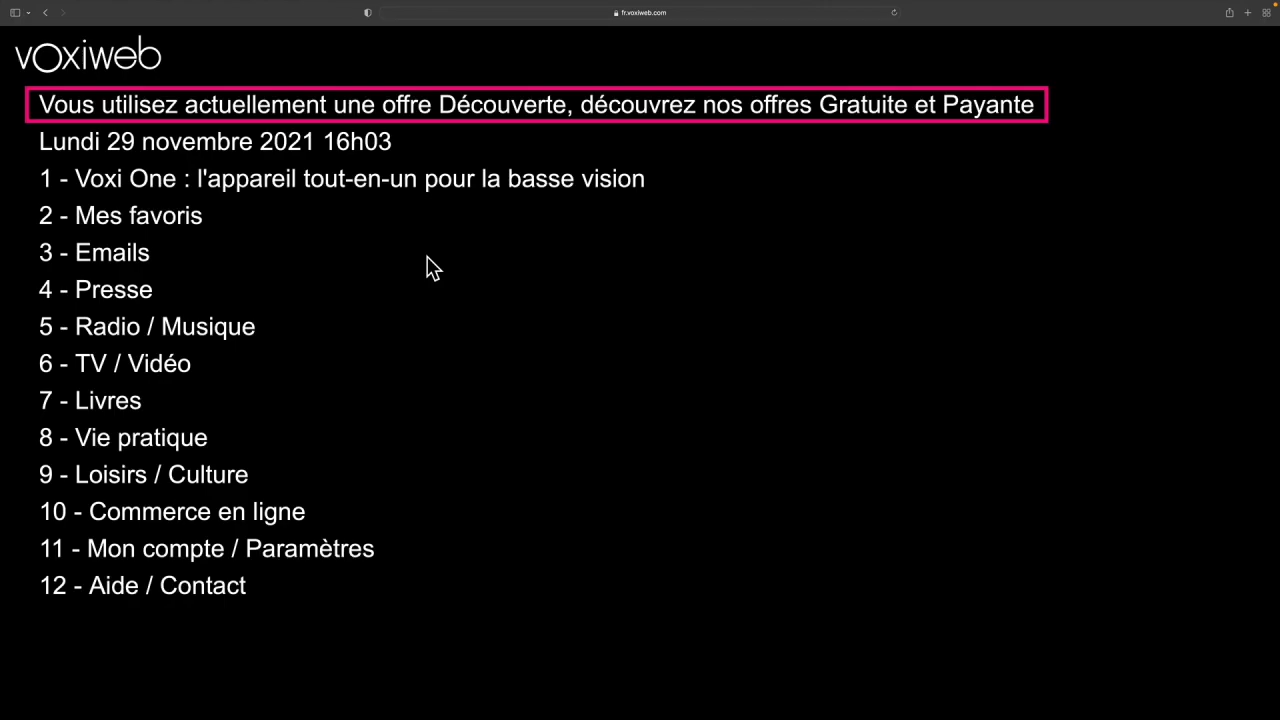 fr.voxiweb.com
voxiweb
Vous utilisez actuellement une offre Découverte, découvrez nos offres Gratuite et Payante
Lundi 29 novembre 2021 16h03
1 - Voxi One : l'appareil tout-en-un pour la basse vision
2 - Mes favoris
3 - Emails
4 - Presse
5 - Radio / Musique
6 - TV / Vidéo
7 - Livres
8 - Vie pratique
9 - Loisirs / Culture
10 - Commerce en ligne
11 - Mon compte / Paramètres
12 - Aide / Contact